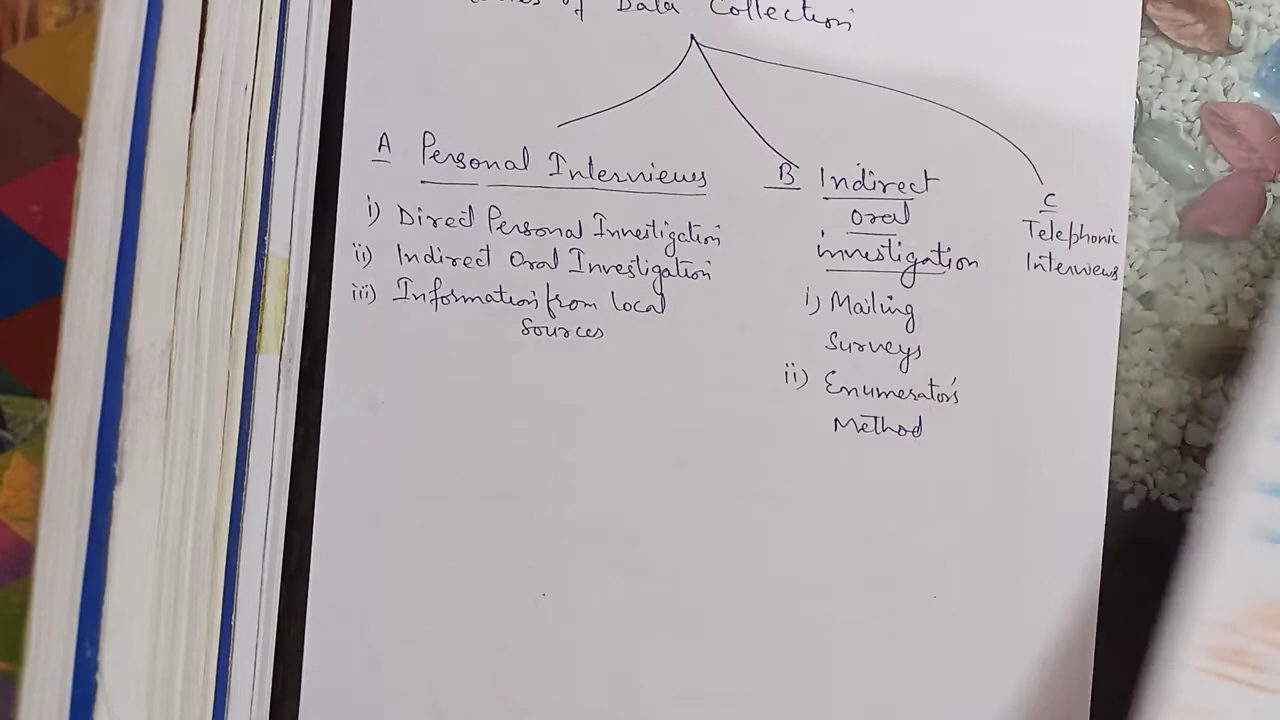 of Data Collection
A Personal Interviews
i) Direct Personal Investigation
ii) Indirect Oral Investigation
iii) Information from local
Sources
B Indirect
Oral
investigation
i) Mailing
Surveys
ii) Enumerator's
Method
C
Telephonic
Interviews